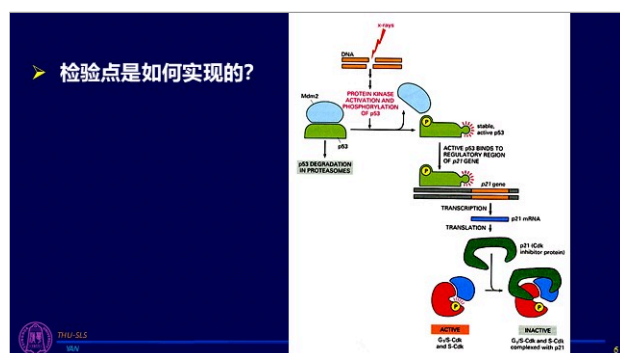 ➢ 检验点是如何实现的?
x-rays
DNA
PROTEIN KINASE
ACTIVATION AND
PHOSPHORYLATION
OF p53
Mdm2
P
stable,
active p53
p53
p53 DEGRADATION
IN PROTEASOMES
ACTIVE p53 BINDS TO
REGULATORY REGION
OF p21 GENE
P
p21 gene
TRANSCRIPTION
p21 mRNA
TRANSLATION
p21 (Cdk
inhibitor protein)
P
ACTIVE
INACTIVE
G₁/S-Cdk
and S-Cdk
G₁/S-Cdk and S-Cdk
complexed with p21
THU-SLS
YAN